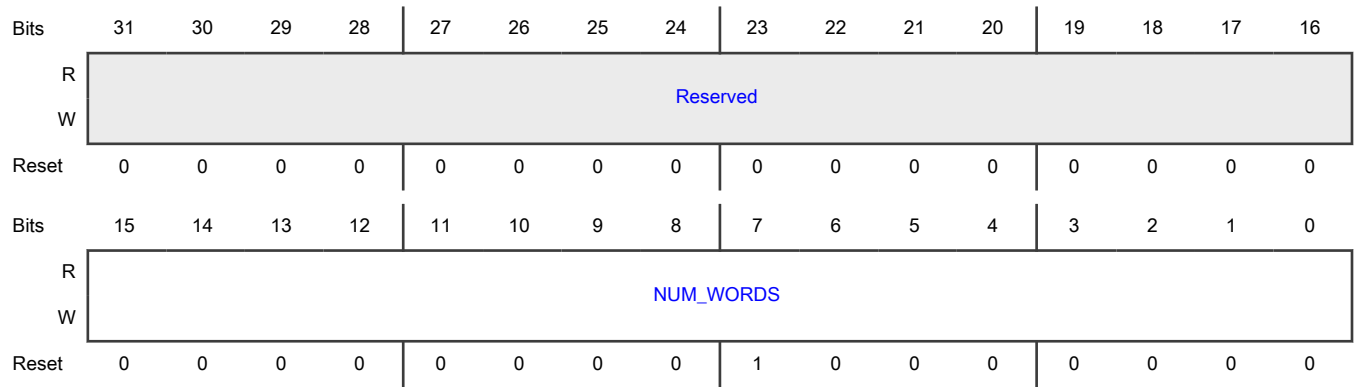 Bits 31 30 29 28 27 26 25 24 23 22 21 20 19 18 17 16
R
Reserved
W
Reset 0 0 0 0 0 0 0 0 0 0 0 0 0 0 0 0
Bits 15 14 13 12 11 10 9 8 7 6 5 4 3 2 1 0
R
NUM_WORDS
W
Reset 0 0 0 0 0 0 0 0 1 0 0 0 0 0 0 0